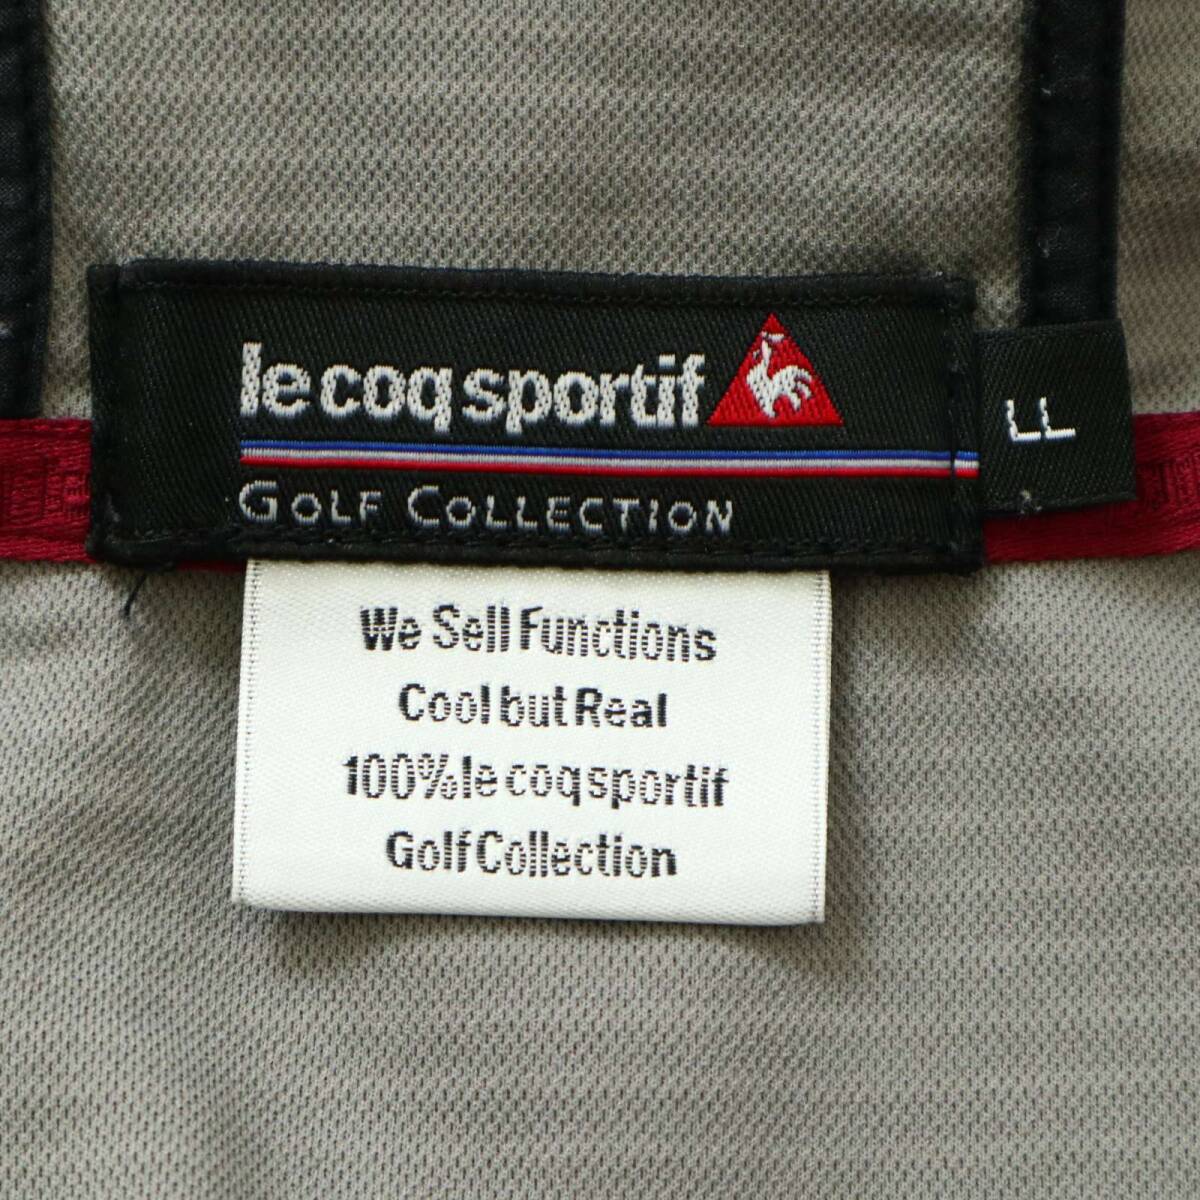 le coq sportif
GOLF COLLECTION
LL
We Sell Functions
Cool but Real
100% le coq sportif
Golf Collection